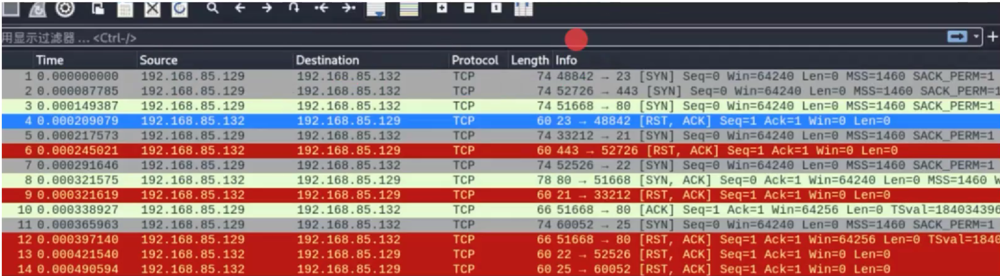 用显示过滤器 … <Ctrl-/>
Time Source Destination Protocol Length Info
1 0.000000000 192.168.85.129 192.168.85.132 TCP 74 48842 → 23 [SYN] Seq=0 Win=64240 Len=0 MSS=1460 SACK_PERM=1
2 0.000087785 192.168.85.129 192.168.85.132 TCP 74 52726 → 443 [SYN] Seq=0 Win=64240 Len=0 MSS=1460 SACK_PERM=1
3 0.000149387 192.168.85.129 192.168.85.132 TCP 74 51668 → 80 [SYN] Seq=0 Win=64240 Len=0 MSS=1460 SACK_PERM=1
4 0.000209079 192.168.85.132 192.168.85.129 TCP 60 23 → 48842 [RST, ACK] Seq=1 Ack=1 Win=0 Len=0
5 0.000217573 192.168.85.129 192.168.85.132 TCP 74 33212 → 21 [SYN] Seq=0 Win=64240 Len=0 MSS=1460 SACK_PERM=1
6 0.000245021 192.168.85.132 192.168.85.129 TCP 60 443 → 52726 [RST, ACK] Seq=1 Ack=1 Win=0 Len=0
7 0.000291646 192.168.85.129 192.168.85.132 TCP 74 52526 → 22 [SYN] Seq=0 Win=64240 Len=0 MSS=1460 SACK_PERM=1
8 0.000321575 192.168.85.132 192.168.85.129 TCP 78 80 → 51668 [SYN, ACK] Seq=0 Ack=1 Win=64240 Len=0 MSS=1460 W
9 0.000321619 192.168.85.132 192.168.85.129 TCP 60 21 → 33212 [RST, ACK] Seq=1 Ack=1 Win=0 Len=0
10 0.000338927 192.168.85.129 192.168.85.132 TCP 66 51668 → 80 [ACK] Seq=1 Ack=1 Win=64256 Len=0 TSval=184034396
11 0.000365963 192.168.85.129 192.168.85.132 TCP 74 60052 → 25 [SYN] Seq=0 Win=64240 Len=0 MSS=1460 SACK_PERM=1
12 0.000397140 192.168.85.129 192.168.85.132 TCP 66 51668 → 80 [RST, ACK] Seq=1 Ack=1 Win=64256 Len=0 TSval=1840
13 0.000421540 192.168.85.132 192.168.85.129 TCP 60 22 → 52526 [RST, ACK] Seq=1 Ack=1 Win=0 Len=0
14 0.000490594 192.168.85.132 192.168.85.129 TCP 60 25 → 60052 [RST, ACK] Seq=1 Ack=1 Win=0 Len=0